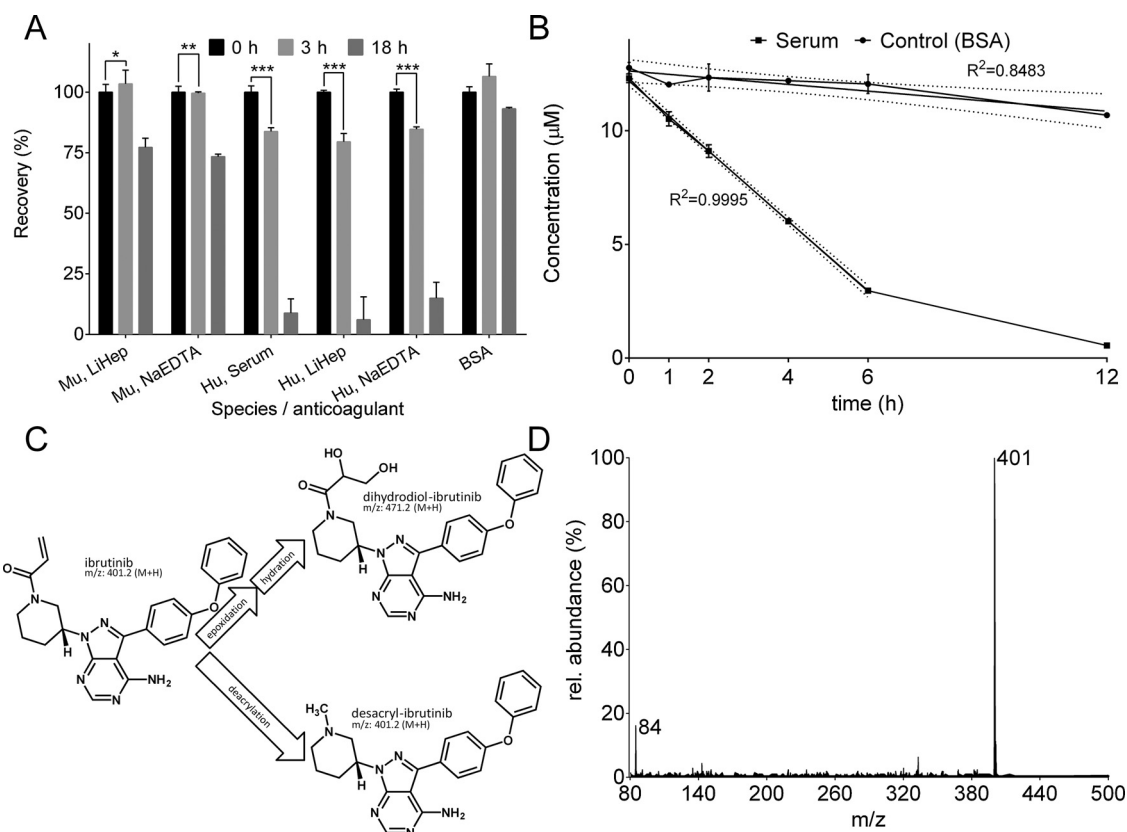 A
0 h
3 h
18 h
*
**
***
***
***
100
75
50
25
0
Recovery (%)
Mu, LiHep
Mu, NaEDTA
Hu, Serum
Hu, LiHep
Hu, NaEDTA
BSA
Species / anticoagulant
B
Serum
Control (BSA)
R²=0.8483
R²=0.9995
10
5
0
Concentration (µM)
0 1 2 4 6 12
time (h)
C
ibrutinib
m/z: 401.2 (M+H)
O
N
H
N
N
N
N
NH₂
O
epoxidation
hydration
deacrylation
HO
OH
O
dihydrodiol-ibrutinib
m/z: 471.2 (M+H)
N
H
N
N
N
N
NH₂
O
H₃C
desacryl-ibrutinib
m/z: 401.2 (M+H)
N
H
N
N
N
N
NH₂
O
D
100
80
60
40
20
0
rel. abundance (%)
401
84
80 140 200 260 320 380 440 500
m/z